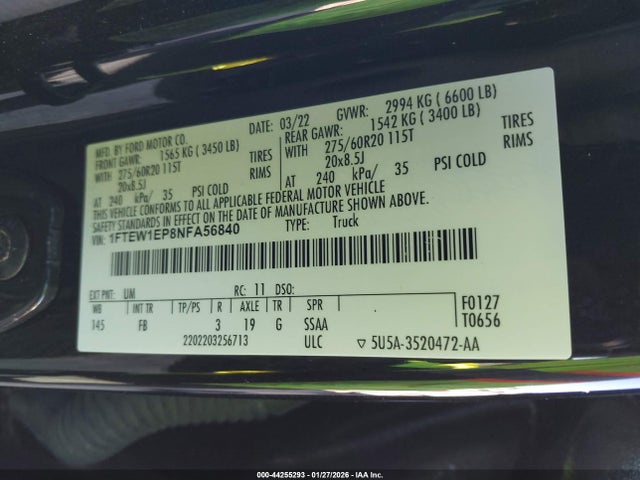 MFD. BY FORD MOTOR CO.
DATE: 03/22 GVWR: 2994 KG ( 6600 LB)
FRONT GAWR: 1565 KG ( 3450 LB) REAR GAWR: 1542 KG ( 3400 LB)
WITH 275/60R20 115T TIRES WITH 275/60R20 115T TIRES
20x8.5J RIMS 20x8.5J RIMS
AT 240 kPa/ 35 PSI COLD AT 240 kPa/ 35 PSI COLD
THIS VEHICLE CONFORMS TO ALL APPLICABLE FEDERAL MOTOR VEHICLE
SAFETY STANDARDS IN EFFECT ON THE DATE OF MANUFACTURE SHOWN ABOVE.
VIN: 1FTEW1EP8NFA56840 TYPE: Truck
EXT PNT: UM RC: 11 DSO: F0127
WB INT TR TP/PS R AXLE TR SPR T0656
145 FB 3 19 G SSAA
2202203256713 ULC ▽ 5U5A-3520472-AA
000-44255293 - 01/27/2026 - IAA Inc.